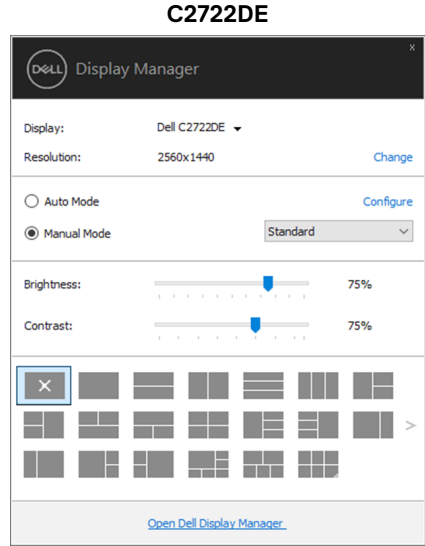 C2722DE
x
DELL Display Manager
Display: Dell C2722DE
Resolution: 2560x1440 Change
Auto Mode Configure
Manual Mode Standard
Brightness: 75%
Contrast: 75%
Open Dell Display Manager